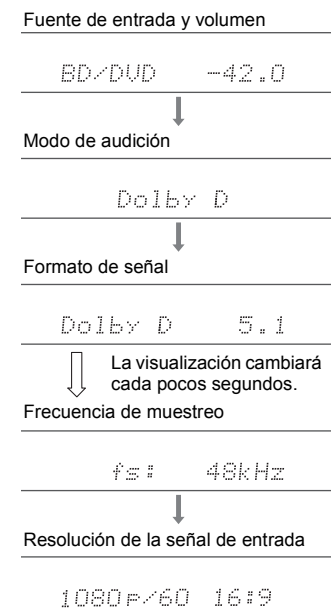 Fuente de entrada y volumen
BD/DVD -42.0
Modo de audición
Dolby D
Formato de señal
Dolby D 5.1
La visualización cambiará
cada pocos segundos.
Frecuencia de muestreo
fs: 48kHz
Resolución de la señal de entrada
1080p/60 16:9